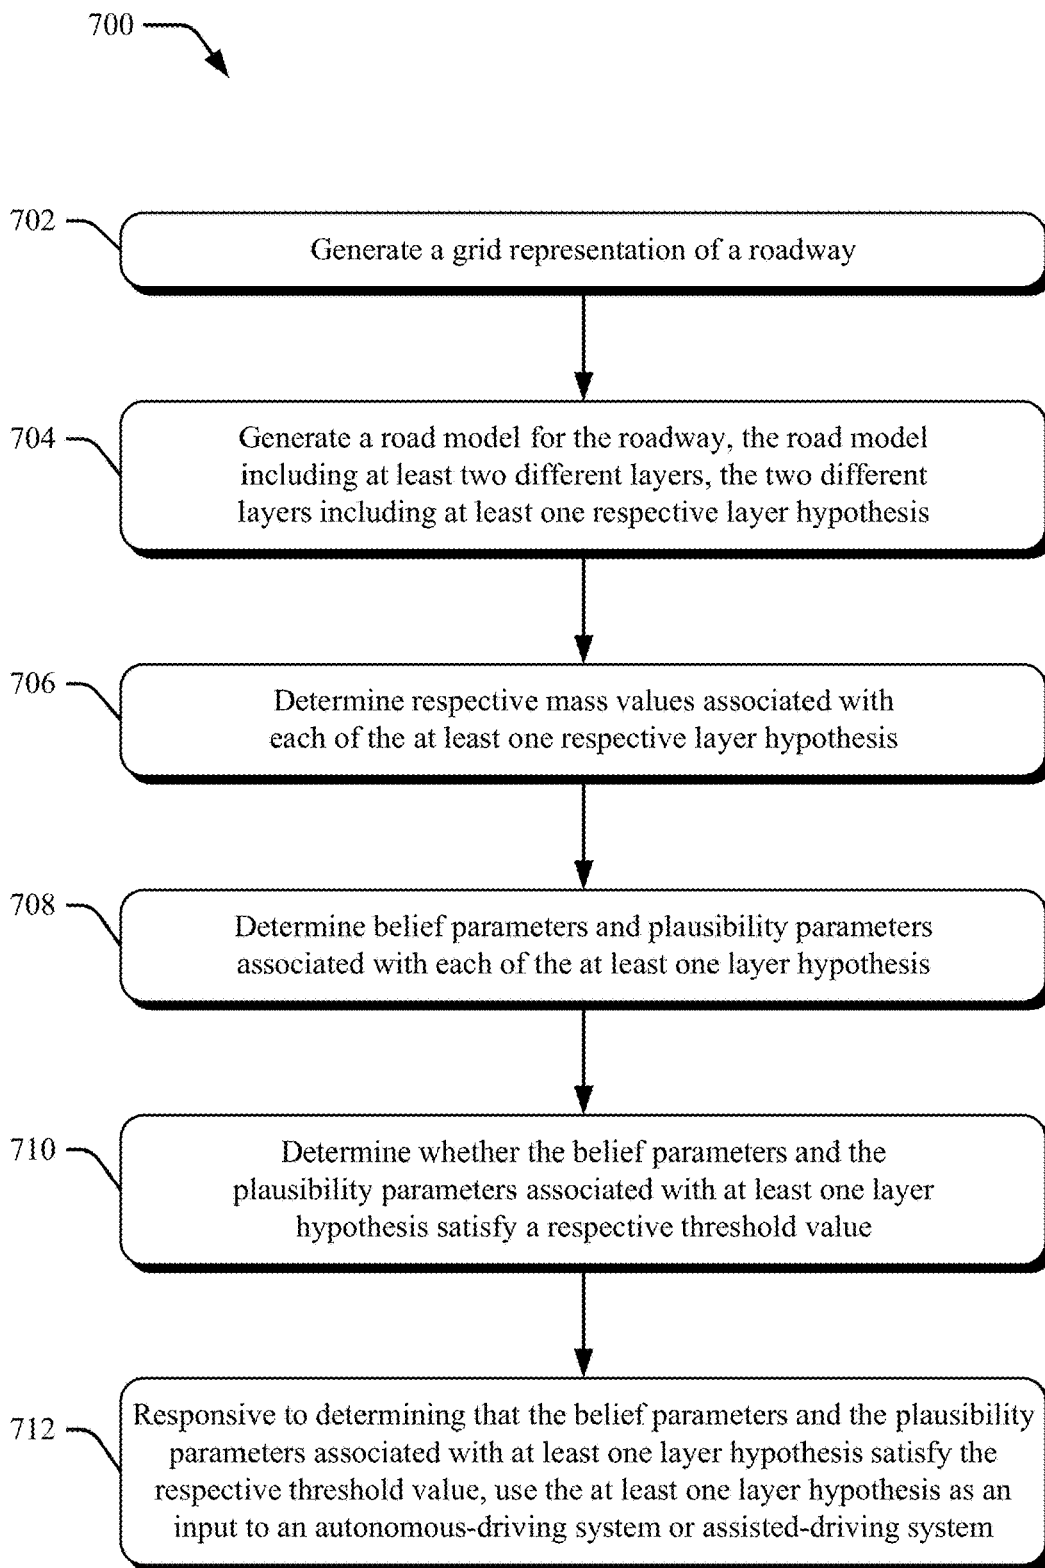 700
702
Generate a grid representation of a roadway
704
Generate a road model for the roadway, the road model
including at least two different layers, the two different
layers including at least one respective layer hypothesis
706
Determine respective mass values associated with
each of the at least one respective layer hypothesis
708
Determine belief parameters and plausibility parameters
associated with each of the at least one layer hypothesis
710
Determine whether the belief parameters and the
plausibility parameters associated with at least one layer
hypothesis satisfy a respective threshold value
712
Responsive to determining that the belief parameters and the plausibility
parameters associated with at least one layer hypothesis satisfy the
respective threshold value, use the at least one layer hypothesis as an
input to an autonomous-driving system or assisted-driving system